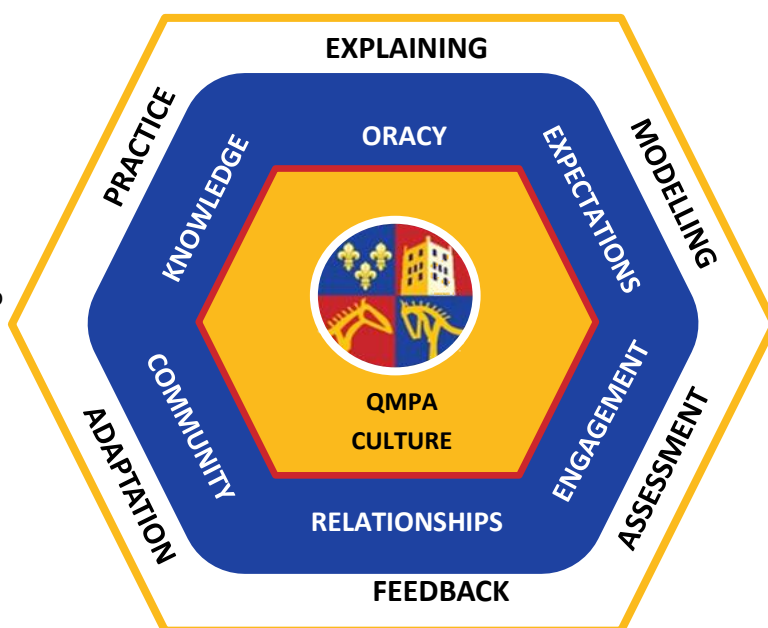 EXPLAINING
MODELLING
ASSESSMENT
FEEDBACK
ADAPTATION
PRACTICE
ORACY
EXPECTATIONS
ENGAGEMENT
RELATIONSHIPS
COMMUNITY
KNOWLEDGE
QMPA
CULTURE